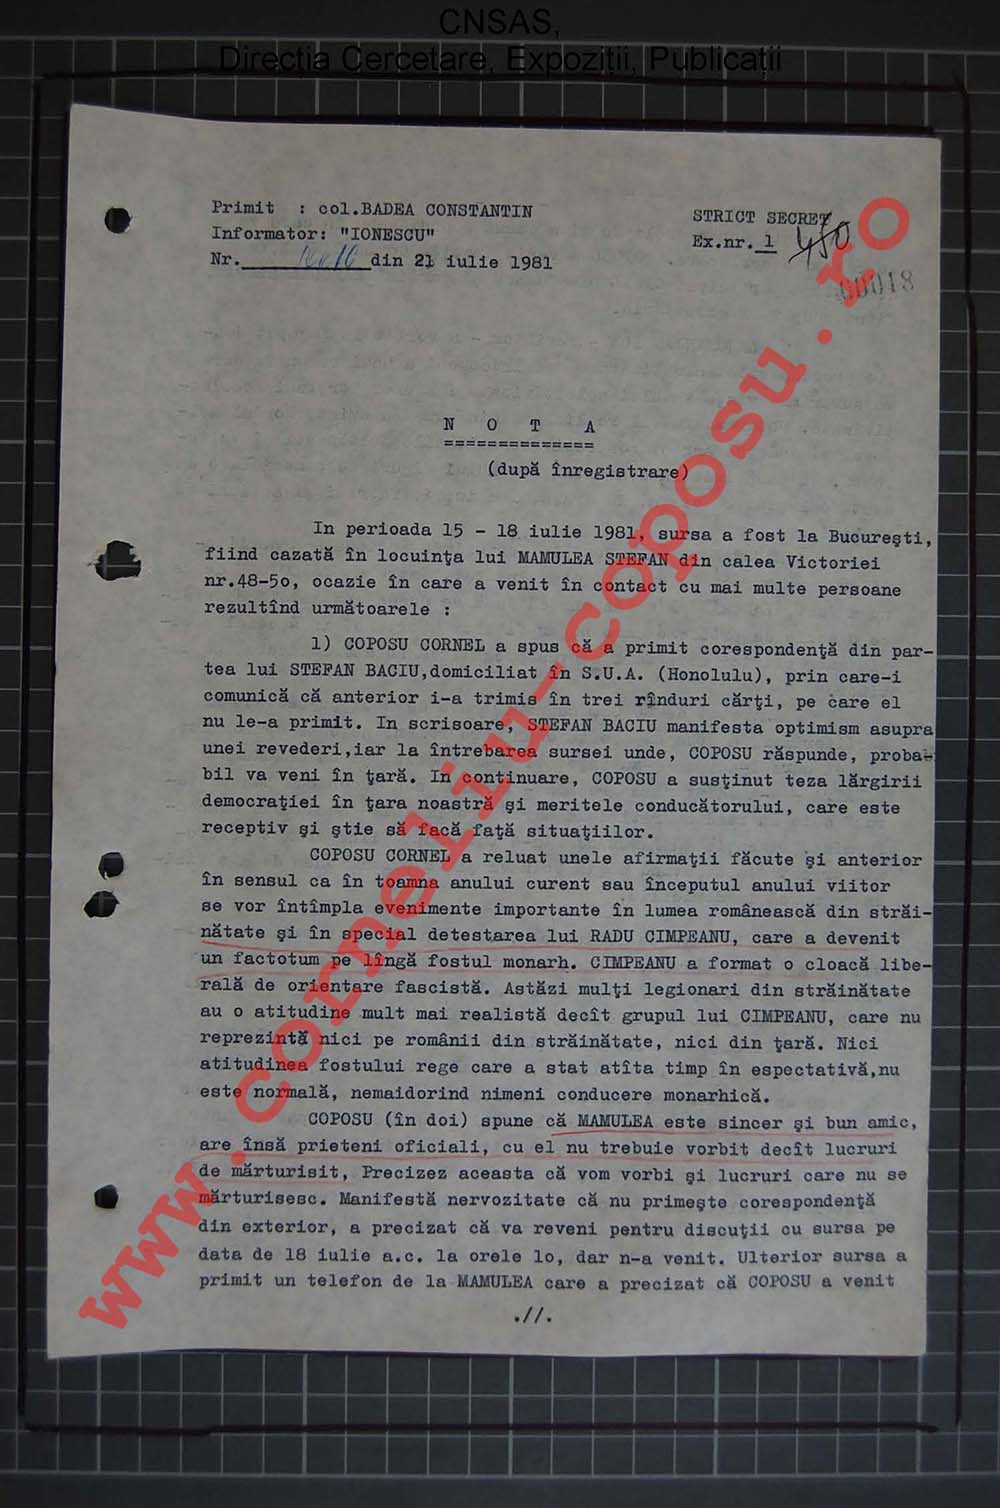 CNSAS,
Direcția Cercetare, Expoziții, Publicații
Primit : col.BADEA CONSTANTIN
Informator: "IONESCU"
Nr. din 21 iulie 1981
STRICT SECRET
Ex.nr. 1
450
00018
N O T A
==============
(după înregistrare)
In perioada 15 - 18 iulie 1981, sursa a fost la Bucureşti,
fiind cazată în locuinţa lui MAMULEA STEFAN din calea Victoriei
nr.48-5o, ocazie în care a venit în contact cu mai multe persoane
rezultînd următoarele :
1) COPOSU CORNEL a spus că a primit corespondenţă din par-
tea lui STEFAN BACIU,domiciliat în S.U.A. (Honolulu), prin care-i
comunică că anterior i-a trimis în trei rînduri cărţi, pe care el
nu le-a primit. In scrisoare, STEFAN BACIU manifesta optimism asupra
unei revederi,iar la întrebarea sursei unde, COPOSU răspunde, proba-
bil va veni în ţară. In continuare, COPOSU a susţinut teza lărgirii
democraţiei în ţara noastră şi meritele conducătorului, care este
receptiv şi ştie să facă faţă situaţiilor.
COPOSU CORNEL a reluat unele afirmaţii făcute şi anterior
în sensul ca în toamna anului curent sau începutul anului viitor
se vor întîmpla evenimente importante în lumea românească din străi-
nătate şi în special detestarea lui RADU CIMPEANU, care a devenit
un factotum pe lîngă fostul monarh. CIMPEANU a format o cloacă libe-
rală de orientare fascistă. Astăzi mulţi legionari din străinătate
au o atitudine mult mai realistă decît grupul lui CIMPEANU, care nu
reprezintă nici pe românii din străinătate, nici din ţară. Nici
atitudinea fostului rege care a stat atîta timp în espectativă,nu
este normală, nemaidorind nimeni conducere monarhică.
COPOSU (în doi) spune că MAMULEA este sincer şi bun amic,
are însă prieteni oficiali, cu el nu trebuie vorbit decît lucruri
de mărturisit, Precizez aceasta că vom vorbi şi lucruri care nu se
mărturisesc. Manifestă nervozitate că nu primeşte corespondenţă
din exterior, a precizat că va reveni pentru discuţii cu sursa pe
data de 18 iulie a.c. la orele lo, dar n-a venit. Ulterior sursa a
primit un telefon de la MAMULEA care a precizat că COPOSU a venit
.//.
www.corneliu-coposu.ro